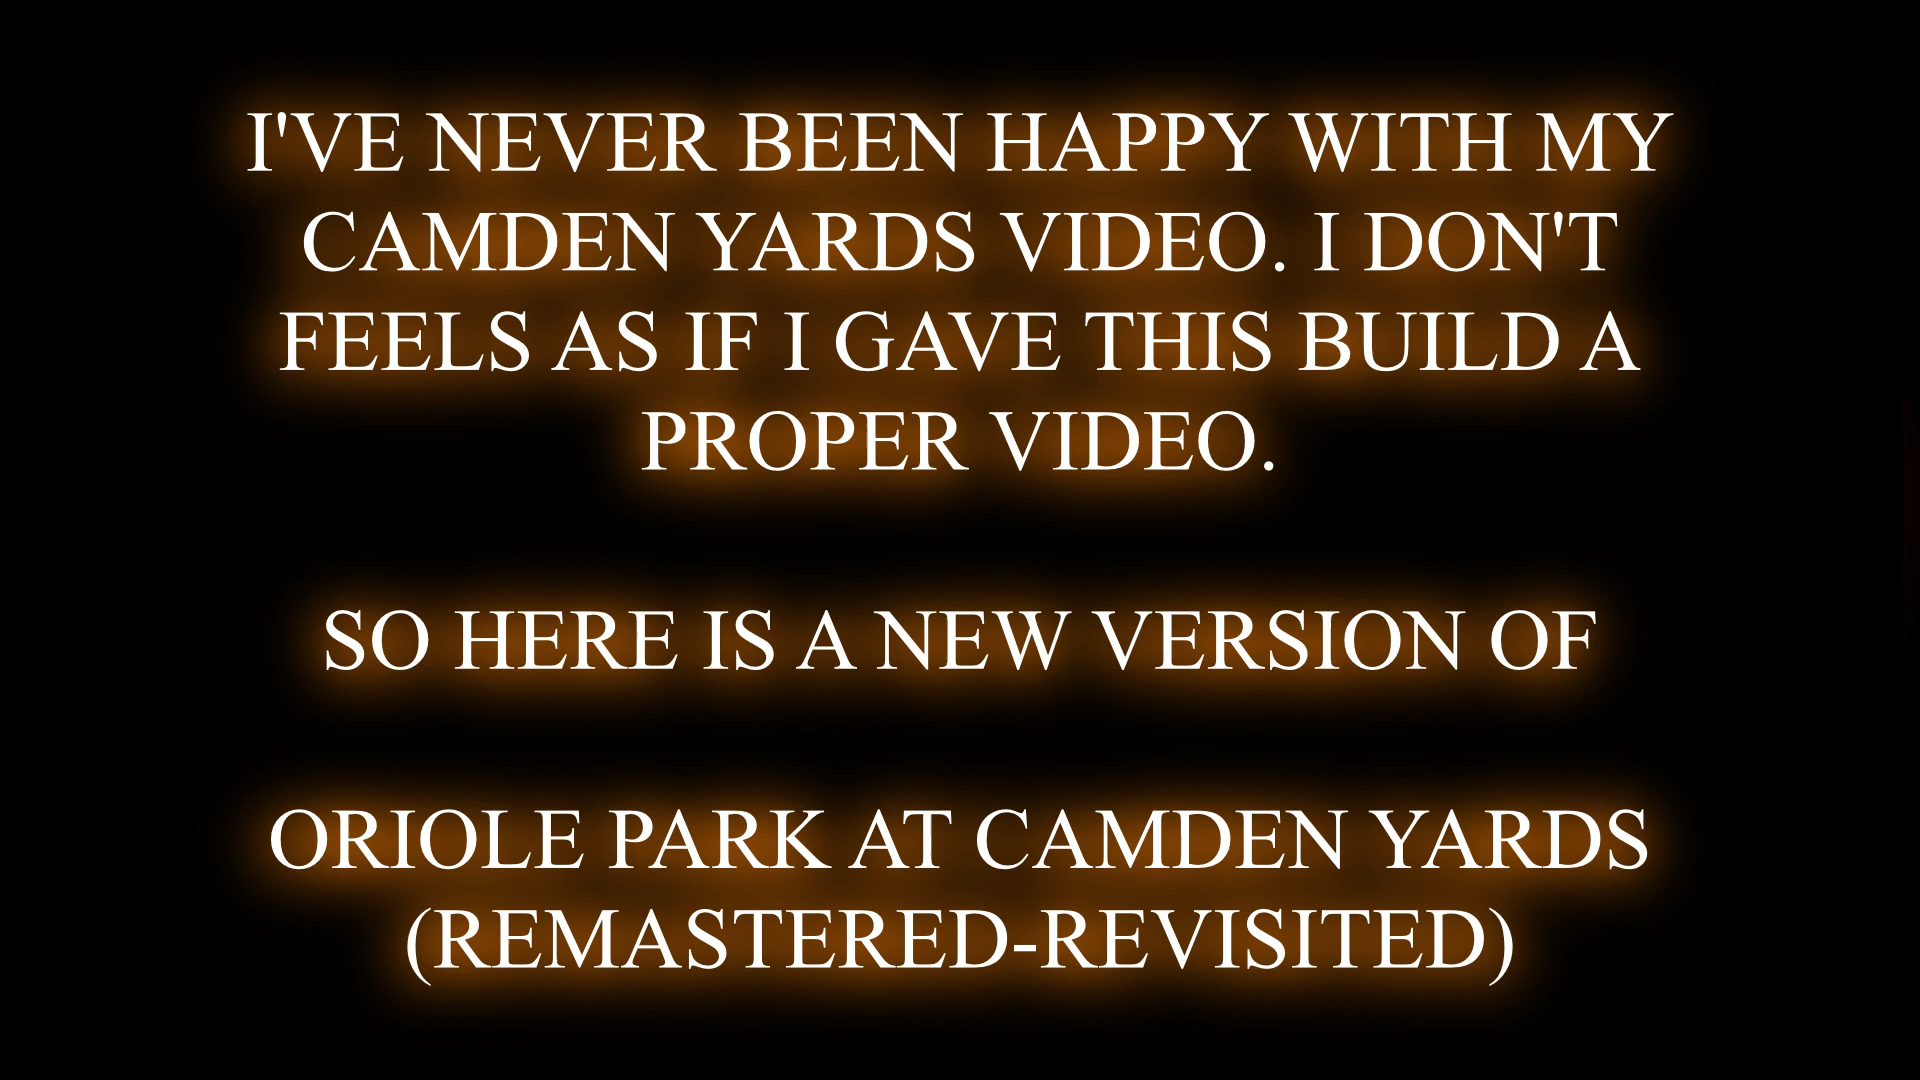 I'VE NEVER BEEN HAPPY WITH MY
CAMDEN YARDS VIDEO. I DON'T
FEELS AS IF I GAVE THIS BUILD A
PROPER VIDEO.
SO HERE IS A NEW VERSION OF
ORIOLE PARK AT CAMDEN YARDS
(REMASTERED-REVISITED)